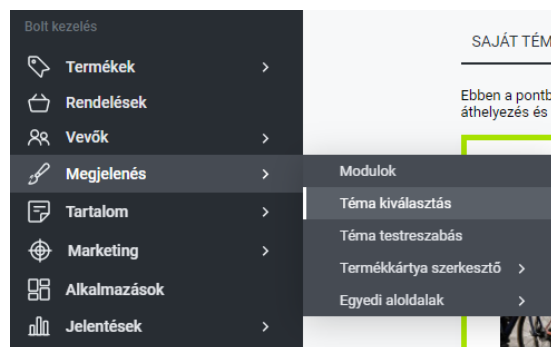 Bolt kezelés
Termékek
Rendelések
Vevők
Megjelenés
Tartalom
Marketing
Alkalmazások
Jelentések
Modulok
Téma kiválasztás
Téma testreszabás
Termékkártya szerkesztő
Egyedi aloldalak
SAJÁT TÉM
Ebben a pontb
áthelyezés és